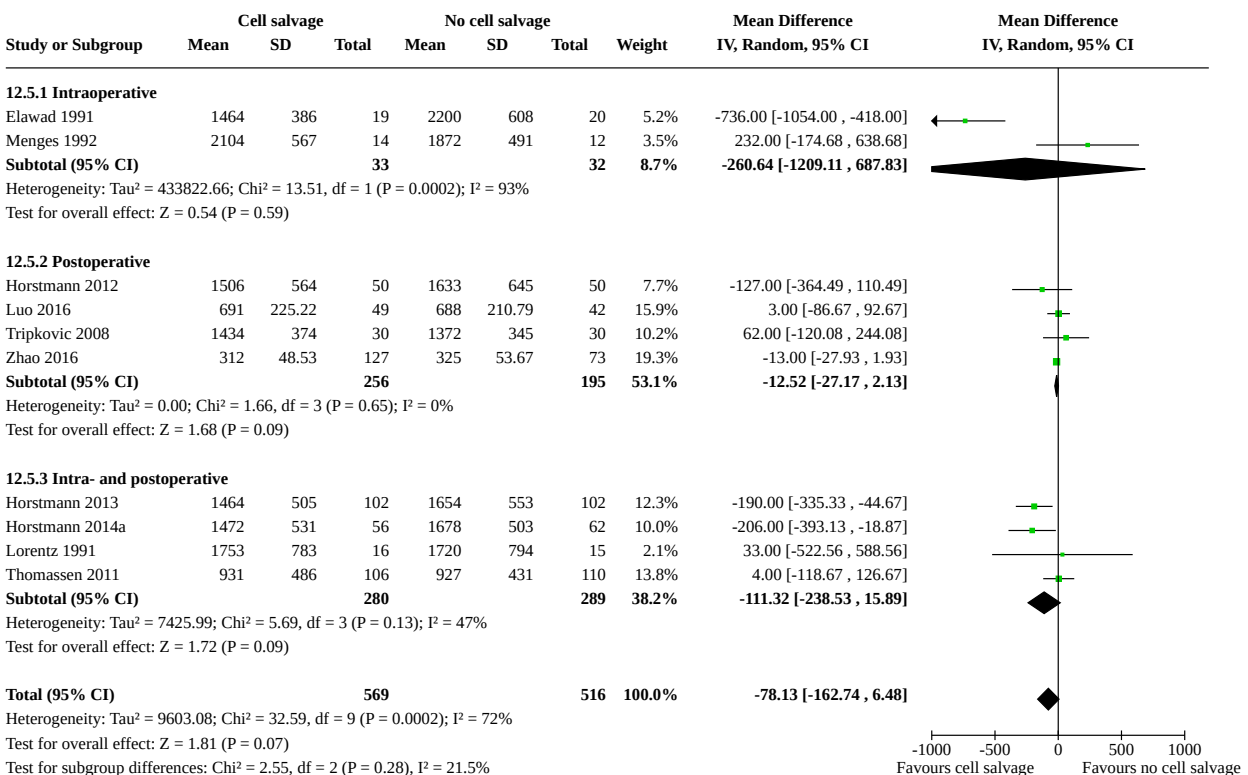 Cell salvage No cell salvage Mean Difference Mean Difference
Study or Subgroup Mean SD Total Mean SD Total Weight IV, Random, 95% CI IV, Random, 95% CI
12.5.1 Intraoperative
Elawad 1991 1464 386 19 2200 608 20 5.2% -736.00 [-1054.00 , -418.00]
Menges 1992 2104 567 14 1872 491 12 3.5% 232.00 [-174.68 , 638.68]
Subtotal (95% CI) 33 32 8.7% -260.64 [-1209.11 , 687.83]
Heterogeneity: Tau² = 433822.66; Chi² = 13.51, df = 1 (P = 0.0002); I² = 93%
Test for overall effect: Z = 0.54 (P = 0.59)
12.5.2 Postoperative
Horstmann 2012 1506 564 50 1633 645 50 7.7% -127.00 [-364.49 , 110.49]
Luo 2016 691 225.22 49 688 210.79 42 15.9% 3.00 [-86.67 , 92.67]
Tripkovic 2008 1434 374 30 1372 345 30 10.2% 62.00 [-120.08 , 244.08]
Zhao 2016 312 48.53 127 325 53.67 73 19.3% -13.00 [-27.93 , 1.93]
Subtotal (95% CI) 256 195 53.1% -12.52 [-27.17 , 2.13]
Heterogeneity: Tau² = 0.00; Chi² = 1.66, df = 3 (P = 0.65); I² = 0%
Test for overall effect: Z = 1.68 (P = 0.09)
12.5.3 Intra- and postoperative
Horstmann 2013 1464 505 102 1654 553 102 12.3% -190.00 [-335.33 , -44.67]
Horstmann 2014a 1472 531 56 1678 503 62 10.0% -206.00 [-393.13 , -18.87]
Lorentz 1991 1753 783 16 1720 794 15 2.1% 33.00 [-522.56 , 588.56]
Thomassen 2011 931 486 106 927 431 110 13.8% 4.00 [-118.67 , 126.67]
Subtotal (95% CI) 280 289 38.2% -111.32 [-238.53 , 15.89]
Heterogeneity: Tau² = 7425.99; Chi² = 5.69, df = 3 (P = 0.13); I² = 47%
Test for overall effect: Z = 1.72 (P = 0.09)
Total (95% CI) 569 516 100.0% -78.13 [-162.74 , 6.48]
Heterogeneity: Tau² = 9603.08; Chi² = 32.59, df = 9 (P = 0.0002); I² = 72%
Test for overall effect: Z = 1.81 (P = 0.07)
-1000 -500 0 500 1000
Test for subgroup differences: Chi² = 2.55, df = 2 (P = 0.28), I² = 21.5% Favours cell salvage Favours no cell salvage